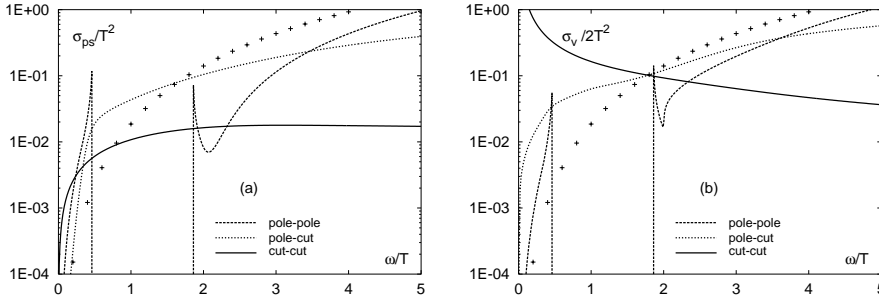 1E+00
σps/T²
1E-01
1E-02
(a)
1E-03
pole-pole
pole-cut
cut-cut
ω/T
1E-04
0 1 2 3 4 5
1E+00
σv/2T²
1E-01
1E-02
(b)
1E-03
pole-pole
pole-cut
cut-cut
ω/T
1E-04
0 1 2 3 4 5